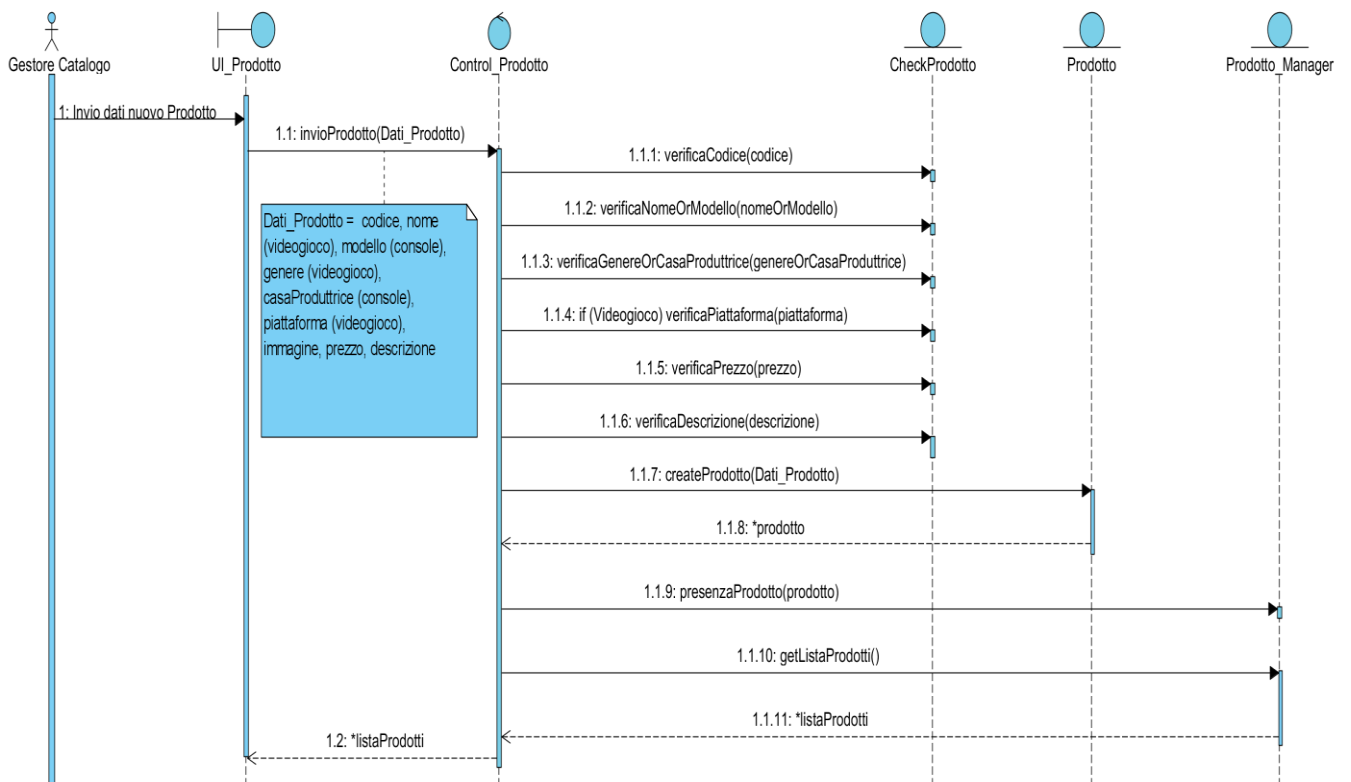 Gestore Catalogo
UI_Prodotto
Control_Prodotto
CheckProdotto
Prodotto
Prodotto_Manager
1: Invio dati nuovo Prodotto
1.1: invioProdotto(Dati_Prodotto)
1.1.1: verificaCodice(codice)
Dati_Prodotto = codice, nome
(videogioco), modello (console),
genere (videogioco),
casaProduttrice (console),
piattaforma (videogioco),
immagine, prezzo, descrizione
1.1.2: verificaNomeOrModello(nomeOrModello)
1.1.3: verificaGenereOrCasaProduttrice(genereOrCasaProduttrice)
1.1.4: if (Videogioco) verificaPiattaforma(piattaforma)
1.1.5: verificaPrezzo(prezzo)
1.1.6: verificaDescrizione(descrizione)
1.1.7: createProdotto(Dati_Prodotto)
1.1.8: *prodotto
1.1.9: presenzaProdotto(prodotto)
1.1.10: getListaProdotti()
1.1.11: *listaProdotti
1.2: *listaProdotti